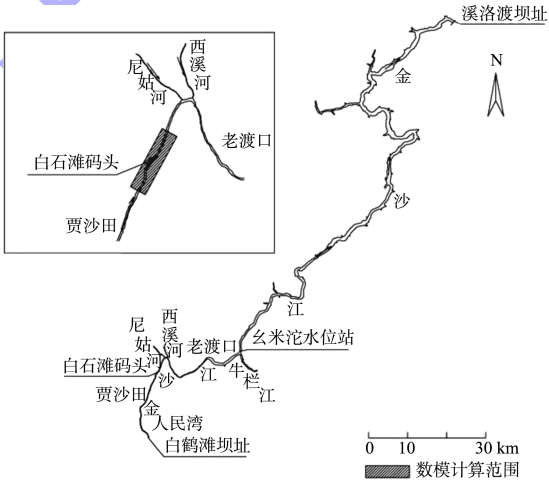 溪洛渡坝址
金
N
沙
江
西溪河
尼姑河
老渡口
白石滩码头
贾沙田
尼姑河
西溪河
老渡口
幺米沱水位站
白石滩码头
沙
江
牛栏江
贾沙田
金
人民湾
白鹤滩坝址
0 10 30 km
数模计算范围